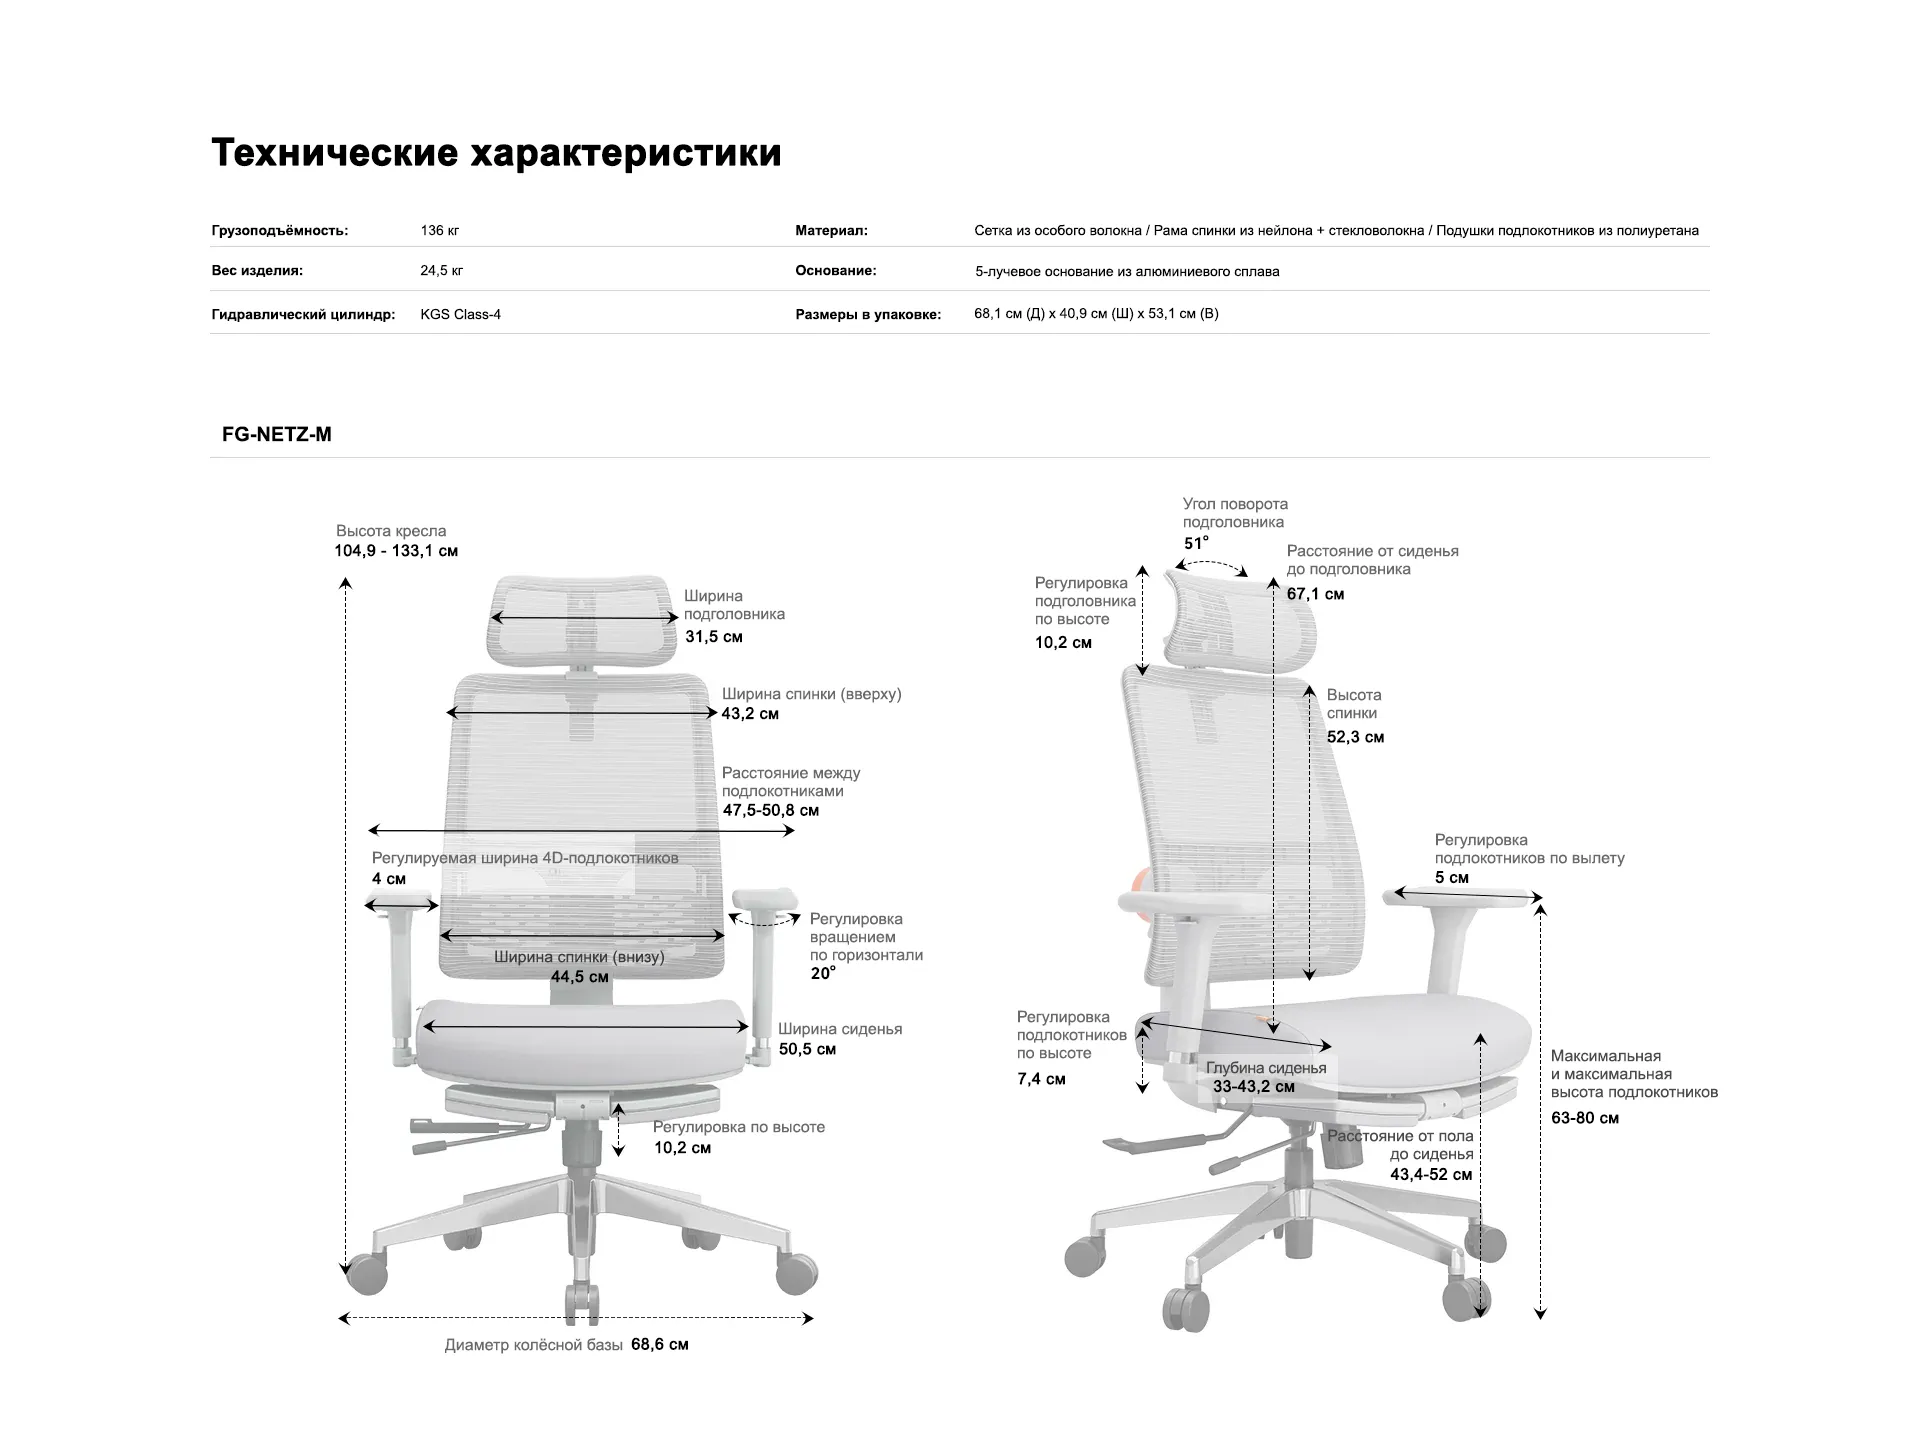 Технические характеристики
Грузоподъёмность: 136 кг
Материал: Сетка из особого волокна / Рама спинки из нейлона + стекловолокна / Подушки подлокотников из полиуретана
Вес изделия: 24,5 кг
Основание: 5-лучевое основание из алюминиевого сплава
Гидравлический цилиндр: KGS Class-4
Размеры в упаковке: 68,1 см (Д) х 40,9 см (Ш) х 53,1 см (В)
FG-NETZ-M
Высота кресла
104,9 - 133,1 см
Ширина
подголовника
31,5 см
Ширина спинки (вверху)
43,2 см
Расстояние между
подлокотниками
47,5-50,8 см
Регулируемая ширина 4D-подлокотников
4 см
Регулировка
вращением
по горизонтали
20°
Ширина спинки (внизу)
44,5 см
Ширина сиденья
50,5 см
Регулировка по высоте
10,2 см
Диаметр колёсной базы 68,6 см
Угол поворота
подголовника
51°
Расстояние от сиденья
до подголовника
67,1 см
Регулировка
подголовника
по высоте
10,2 см
Высота
спинки
52,3 см
Регулировка
подлокотников по вылету
5 см
Регулировка
подлокотников
по высоте
7,4 см
Глубина сиденья
33-43,2 см
Максимальная
и максимальная
высота подлокотников
63-80 см
Расстояние от пола
до сиденья
43,4-52 см